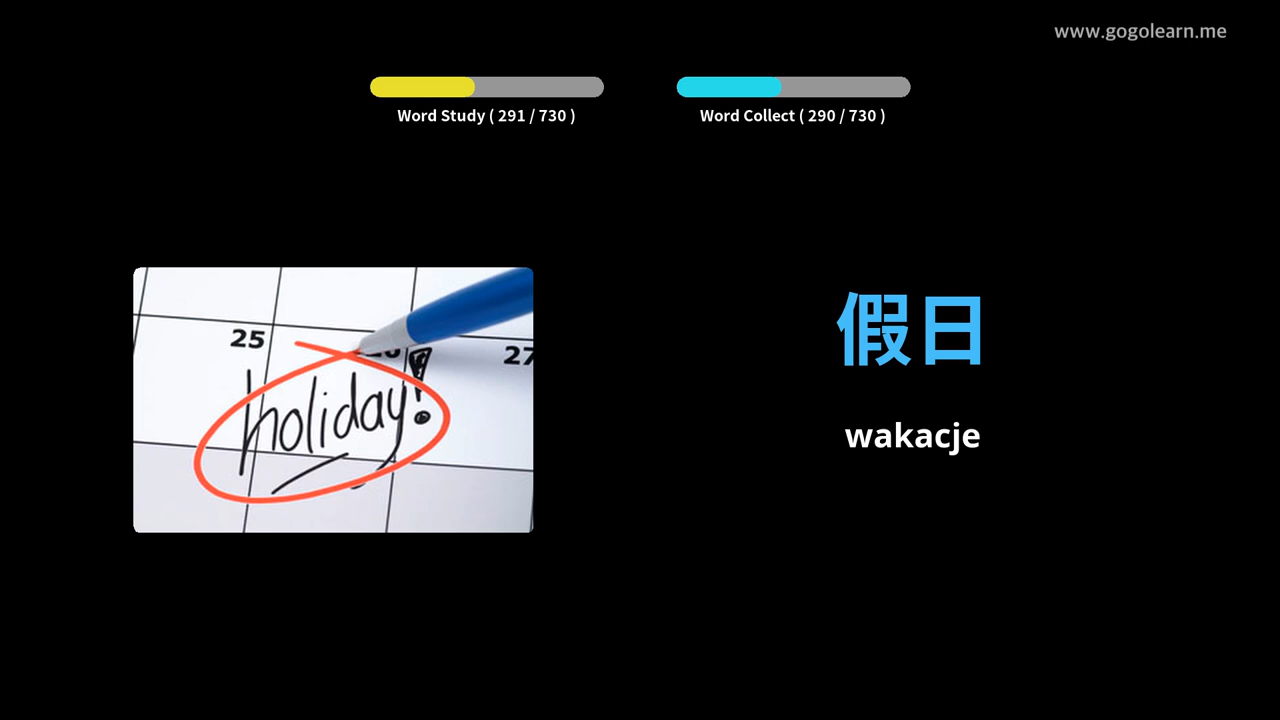 www.gogolearn.me
Word Study ( 291 / 730 )
Word Collect ( 290 / 730 )
25
27
holiday!
假日
wakacje